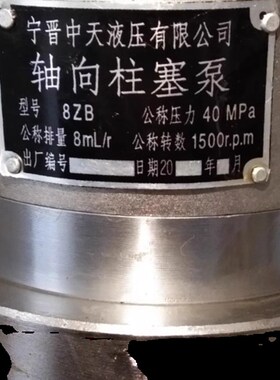 宁晋中天液压有限公司
轴向柱塞泵
型号 8ZB 公称压力 40 MPa
公称排量 8mL/r 公称转数 1500r.p.m
出厂编号 日期20 年 月